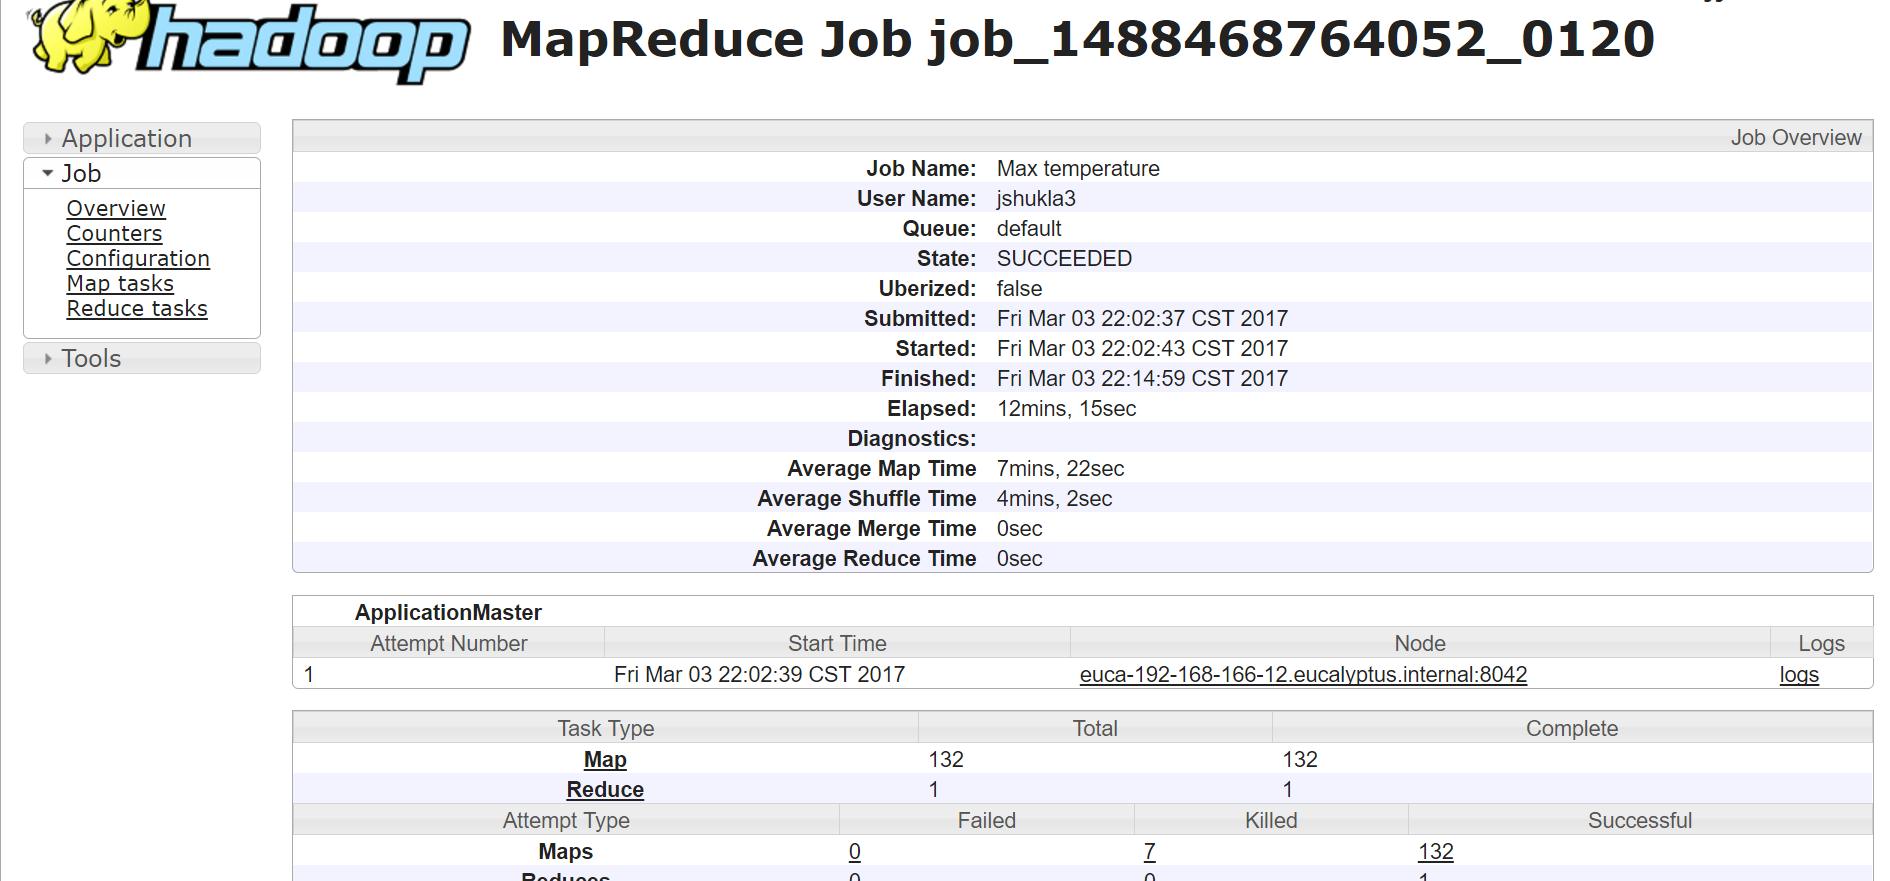 hadoop MapReduce Job job_1488468764052_0120
Application
Job
Overview
Counters
Configuration
Map tasks
Reduce tasks
Tools
Job Overview
Job Name: Max temperature
User Name: jshukla3
Queue: default
State: SUCCEEDED
Uberized: false
Submitted: Fri Mar 03 22:02:37 CST 2017
Started: Fri Mar 03 22:02:43 CST 2017
Finished: Fri Mar 03 22:14:59 CST 2017
Elapsed: 12mins, 15sec
Diagnostics:
Average Map Time 7mins, 22sec
Average Shuffle Time 4mins, 2sec
Average Merge Time 0sec
Average Reduce Time 0sec
ApplicationMaster
Attempt Number Start Time Node Logs
1 Fri Mar 03 22:02:39 CST 2017 euca-192-168-166-12.eucalyptus.internal:8042 logs
Task Type Total Complete
Map 132 132
Reduce 1 1
Attempt Type Failed Killed Successful
Maps 0 7 132
Reduces 0 0 1